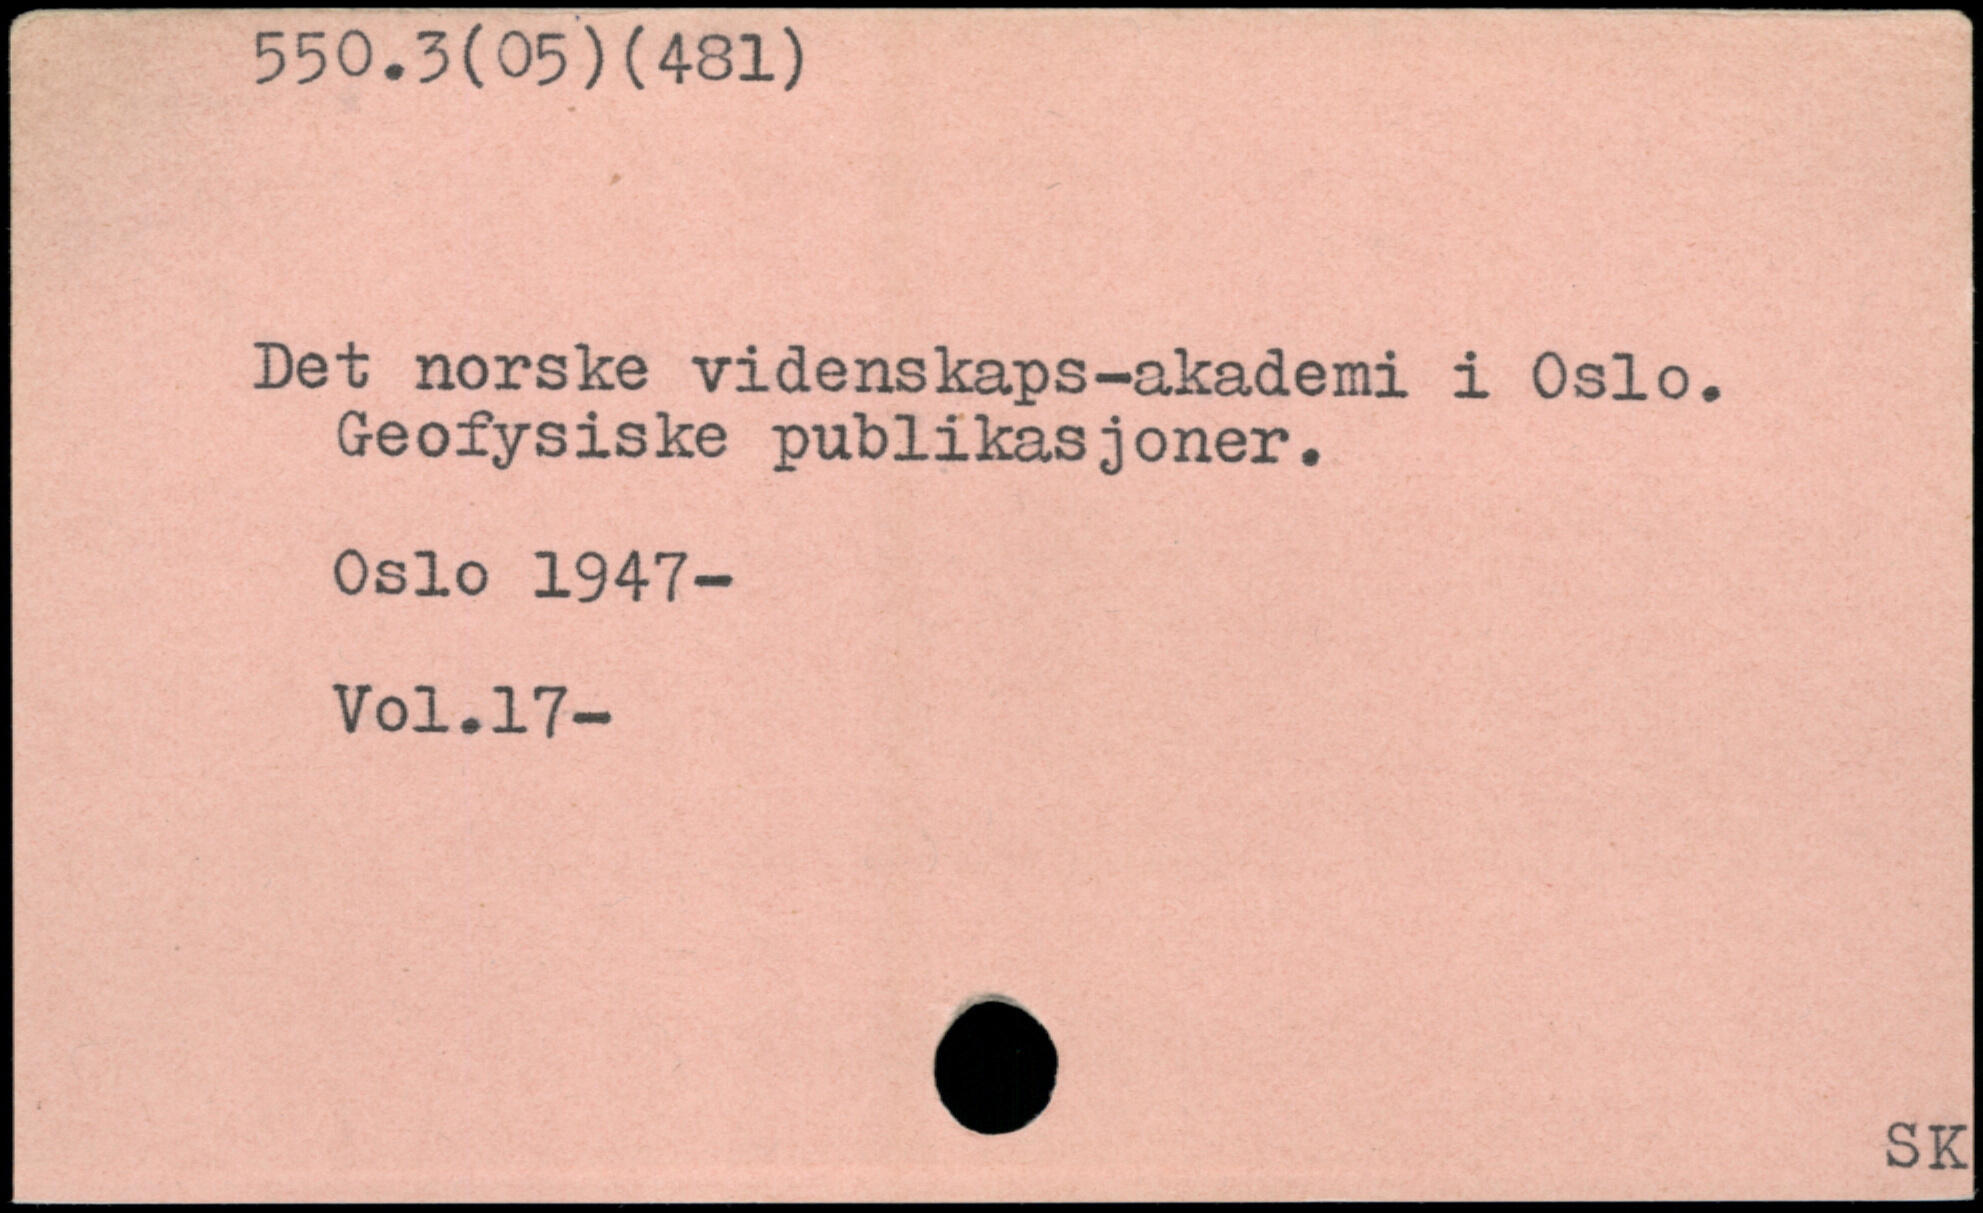 550.3(05)(481)
Det norske videnskaps-akademi i Oslo.
Geofysiske publikasjoner.
Oslo 1947-
Vol.17-
SK